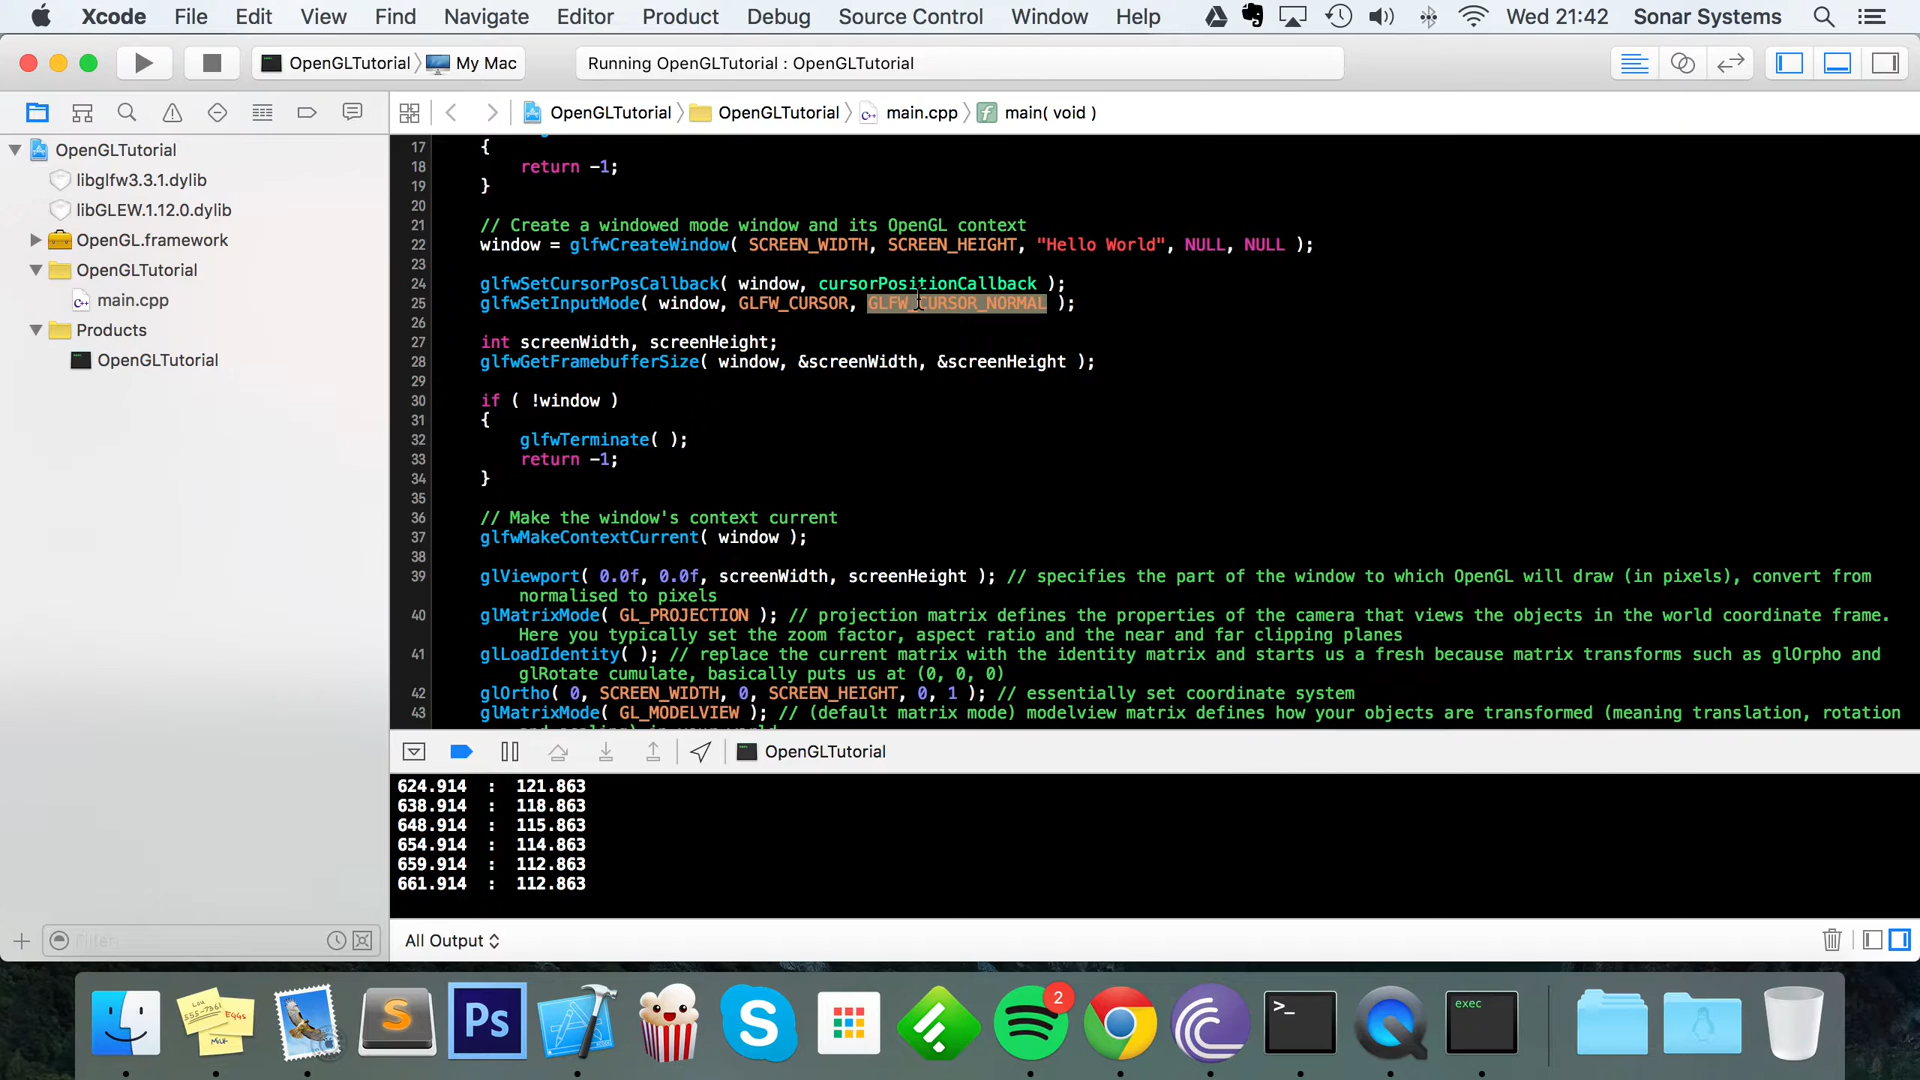 Xcode File Edit View Find Navigate Editor Product Debug Source Control Window Help Wed 21:42 Sonar Systems
OpenGLTutorial My Mac Running OpenGLTutorial : OpenGLTutorial
OpenGLTutorial OpenGLTutorial main.cpp main( void )
OpenGLTutorial
libglfw3.3.1.dylib
libGLEW.1.12.0.dylib
OpenGL.framework
OpenGLTutorial
main.cpp
Products
OpenGLTutorial
Filter
17 {
18 return -1;
19 }
20
21 // Create a windowed mode window and its OpenGL context
22 window = glfwCreateWindow( SCREEN_WIDTH, SCREEN_HEIGHT, "Hello World", NULL, NULL );
23
24 glfwSetCursorPosCallback( window, cursorPositionCallback );
25 glfwSetInputMode( window, GLFW_CURSOR, GLFW_CURSOR_NORMAL );
26
27 int screenWidth, screenHeight;
28 glfwGetFramebufferSize( window, &screenWidth, &screenHeight );
29
30 if ( !window )
31 {
32 glfwTerminate( );
33 return -1;
34 }
35
36 // Make the window's context current
37 glfwMakeContextCurrent( window );
38
39 glViewport( 0.0f, 0.0f, screenWidth, screenHeight ); // specifies the part of the window to which OpenGL will draw (in pixels), convert from
normalised to pixels
40 glMatrixMode( GL_PROJECTION ); // projection matrix defines the properties of the camera that views the objects in the world coordinate frame.
Here you typically set the zoom factor, aspect ratio and the near and far clipping planes
41 glLoadIdentity( ); // replace the current matrix with the identity matrix and starts us a fresh because matrix transforms such as glOrpho and
glRotate cumulate, basically puts us at (0, 0, 0)
42 glOrtho( 0, SCREEN_WIDTH, 0, SCREEN_HEIGHT, 0, 1 ); // essentially set coordinate system
43 glMatrixMode( GL_MODELVIEW ); // (default matrix mode) modelview matrix defines how your objects are transformed (meaning translation, rotation
OpenGLTutorial
624.914 : 121.863
638.914 : 118.863
648.914 : 115.863
654.914 : 114.863
659.914 : 112.863
661.914 : 112.863
All Output
Ps
2
exec